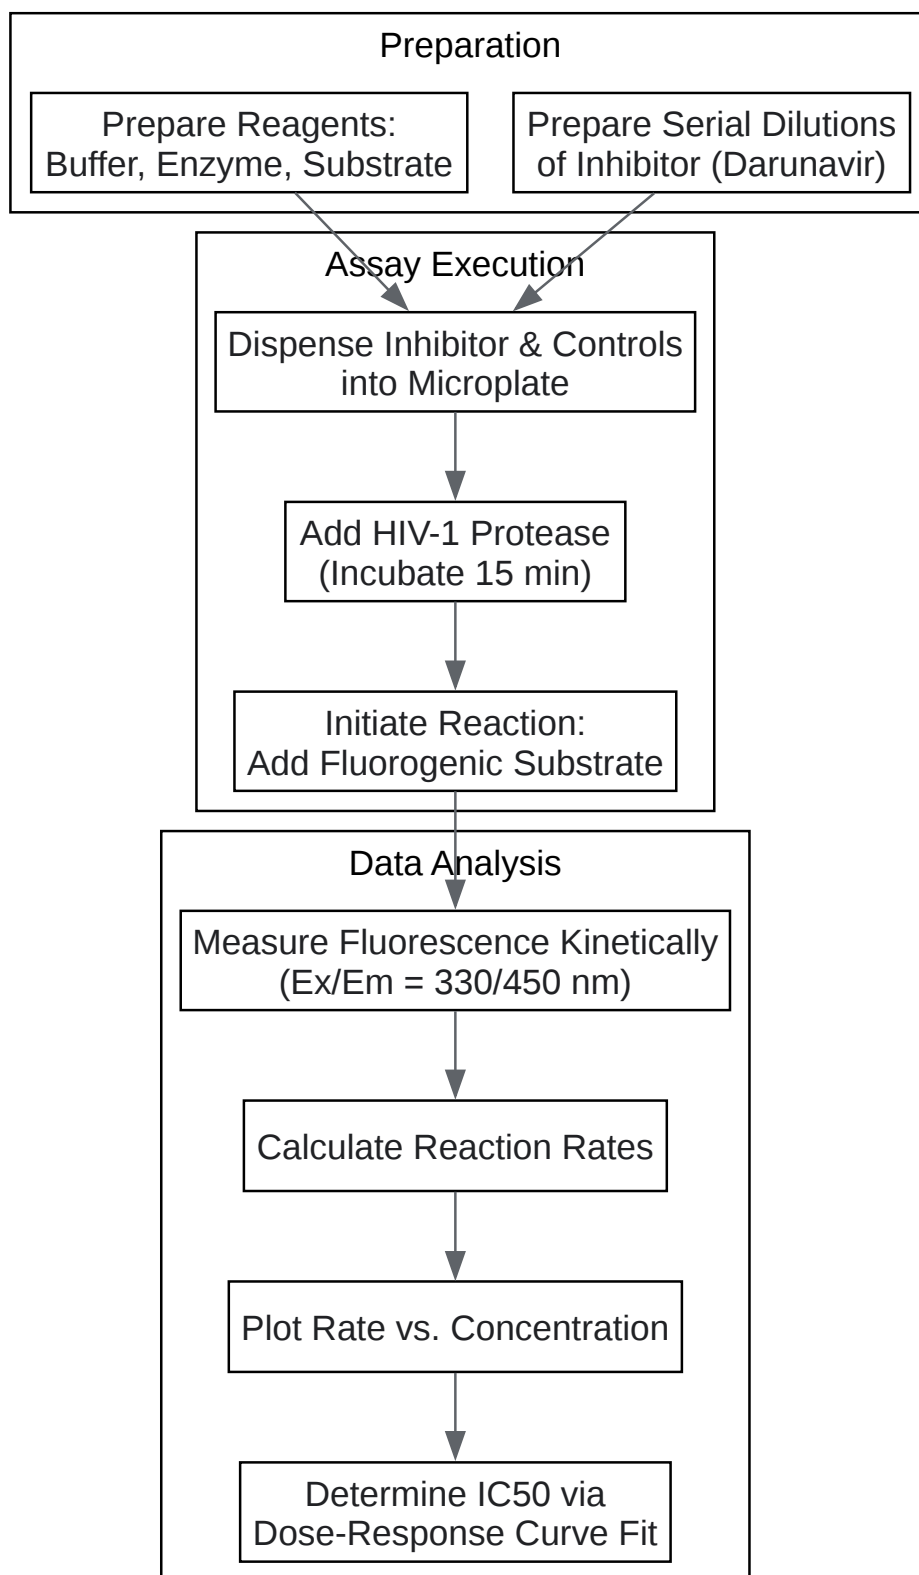 Preparation
Prepare Reagents:
Buffer, Enzyme, Substrate
Prepare Serial Dilutions
of Inhibitor (Darunavir)
Assay Execution
Dispense Inhibitor & Controls
into Microplate
Add HIV-1 Protease
(Incubate 15 min)
Initiate Reaction:
Add Fluorogenic Substrate
Data Analysis
Measure Fluorescence Kinetically
(Ex/Em = 330/450 nm)
Calculate Reaction Rates
Plot Rate vs. Concentration
Determine IC50 via
Dose-Response Curve Fit